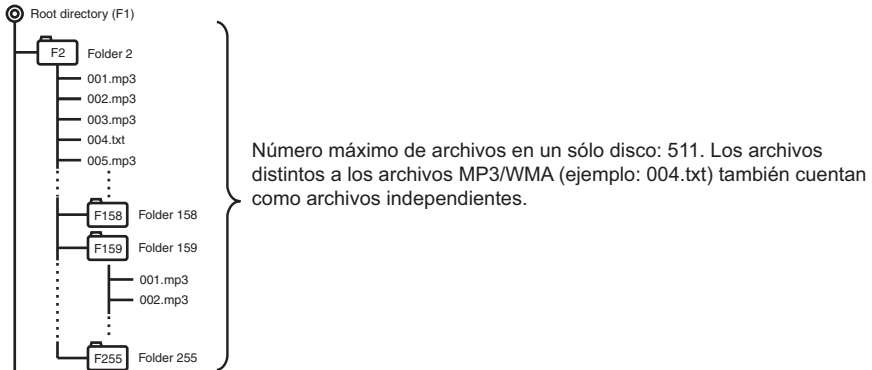 Root directory (F1)
F2 Folder 2
001.mp3
002.mp3
003.mp3
004.txt
005.mp3
F158 Folder 158
F159 Folder 159
001.mp3
002.mp3
F255 Folder 255
Número máximo de archivos en un sólo disco: 511. Los archivos
distintos a los archivos MP3/WMA (ejemplo: 004.txt) también cuentan
como archivos independientes.